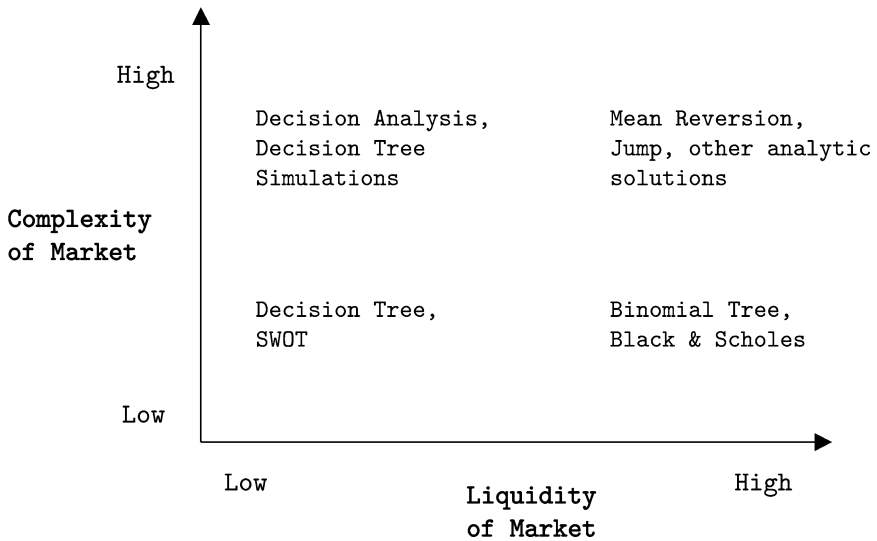 High
Decision Analysis,
Decision Tree
Simulations
Mean Reversion,
Jump, other analytic
solutions
Complexity
of Market
Decision Tree,
SWOT
Binomial Tree,
Black & Scholes
Low
Low
Liquidity
of Market
High